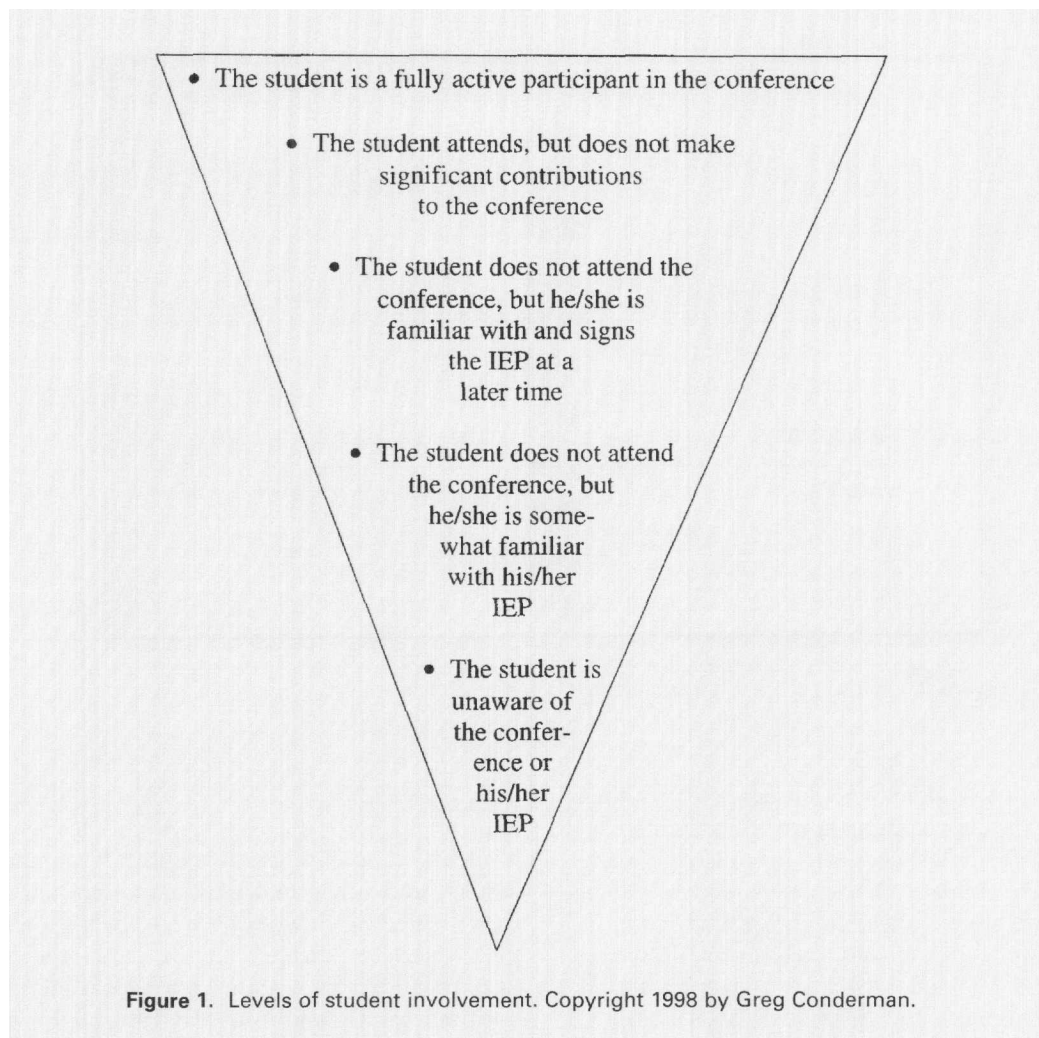 • The student is a fully active participant in the conference
• The student attends, but does not make
significant contributions
to the conference
• The student does not attend the
conference, but he/she is
familiar with and signs
the IEP at a
later time
• The student does not attend
the conference, but
he/she is some-
what familiar
with his/her
IEP
• The student is
unaware of
the confer-
ence or
his/her
IEP
Figure 1. Levels of student involvement. Copyright 1998 by Greg Conderman.